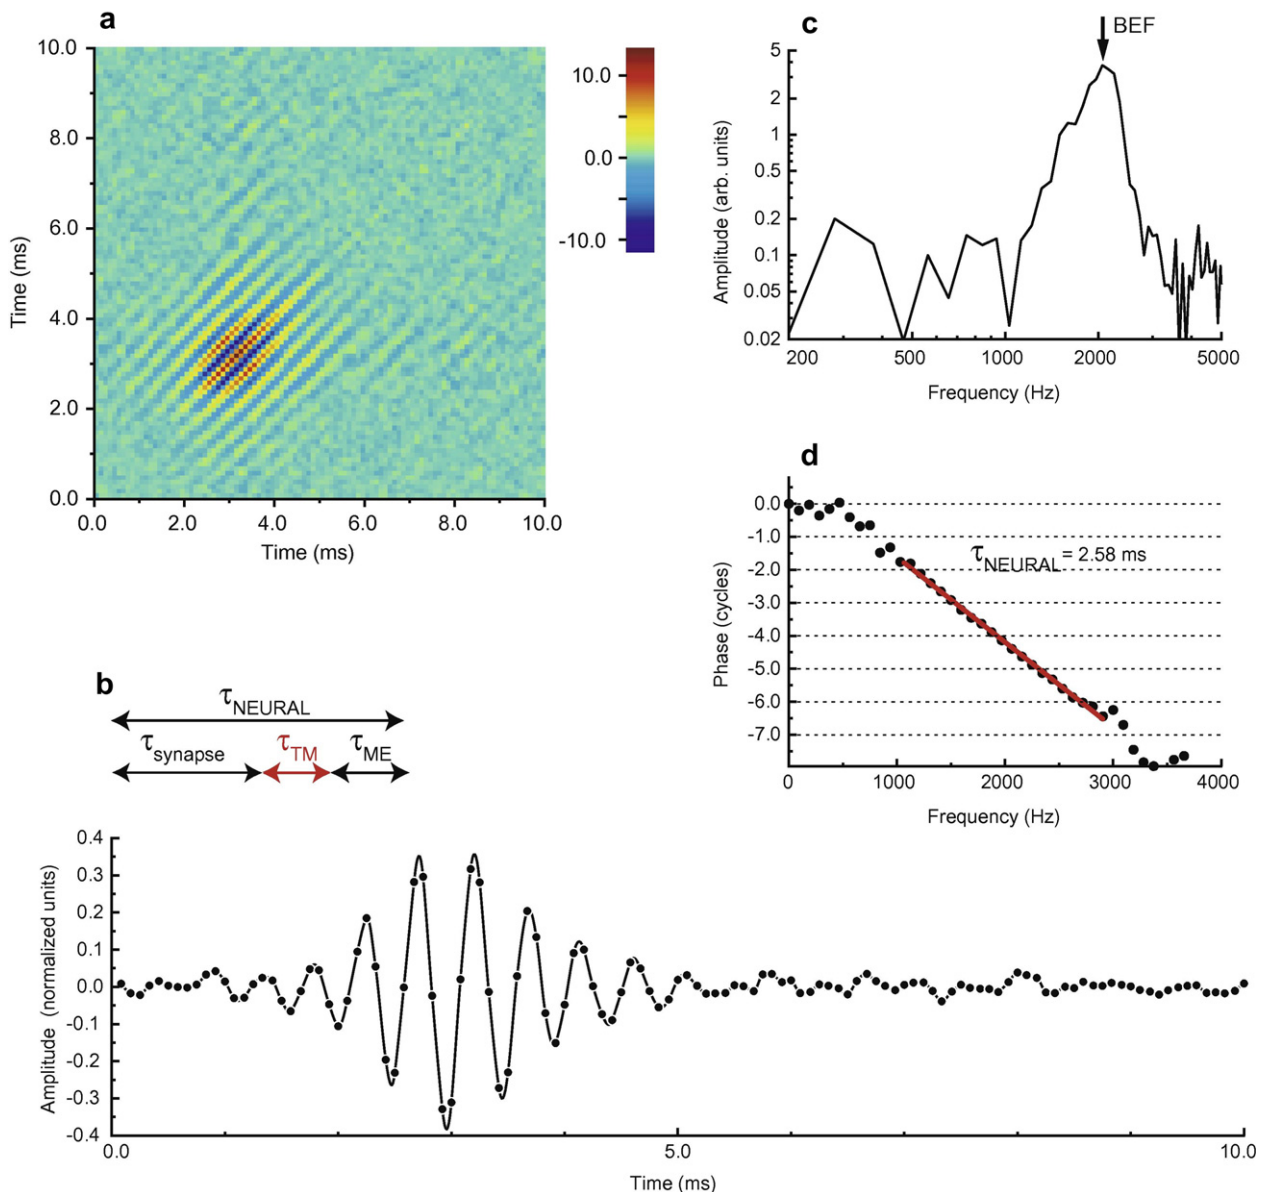 a
10.0
8.0
6.0
4.0
2.0
0.0
Time (ms)
0.0 2.0 4.0 6.0 8.0 10.0
Time (ms)
10.0
0.0
-10.0
c
BEF
5
2
1
0.5
0.2
0.1
0.05
0.02
Amplitude (arb. units)
200 500 1000 2000 5000
Frequency (Hz)
d
τNEURAL = 2.58 ms
0.0
-1.0
-2.0
-3.0
-4.0
-5.0
-6.0
-7.0
Phase (cycles)
0 1000 2000 3000 4000
Frequency (Hz)
b
τNEURAL
τsynapse τTM τME
0.4
0.3
0.2
0.1
0.0
-0.1
-0.2
-0.3
-0.4
Amplitude (normalized units)
0.0 5.0 10.0
Time (ms)